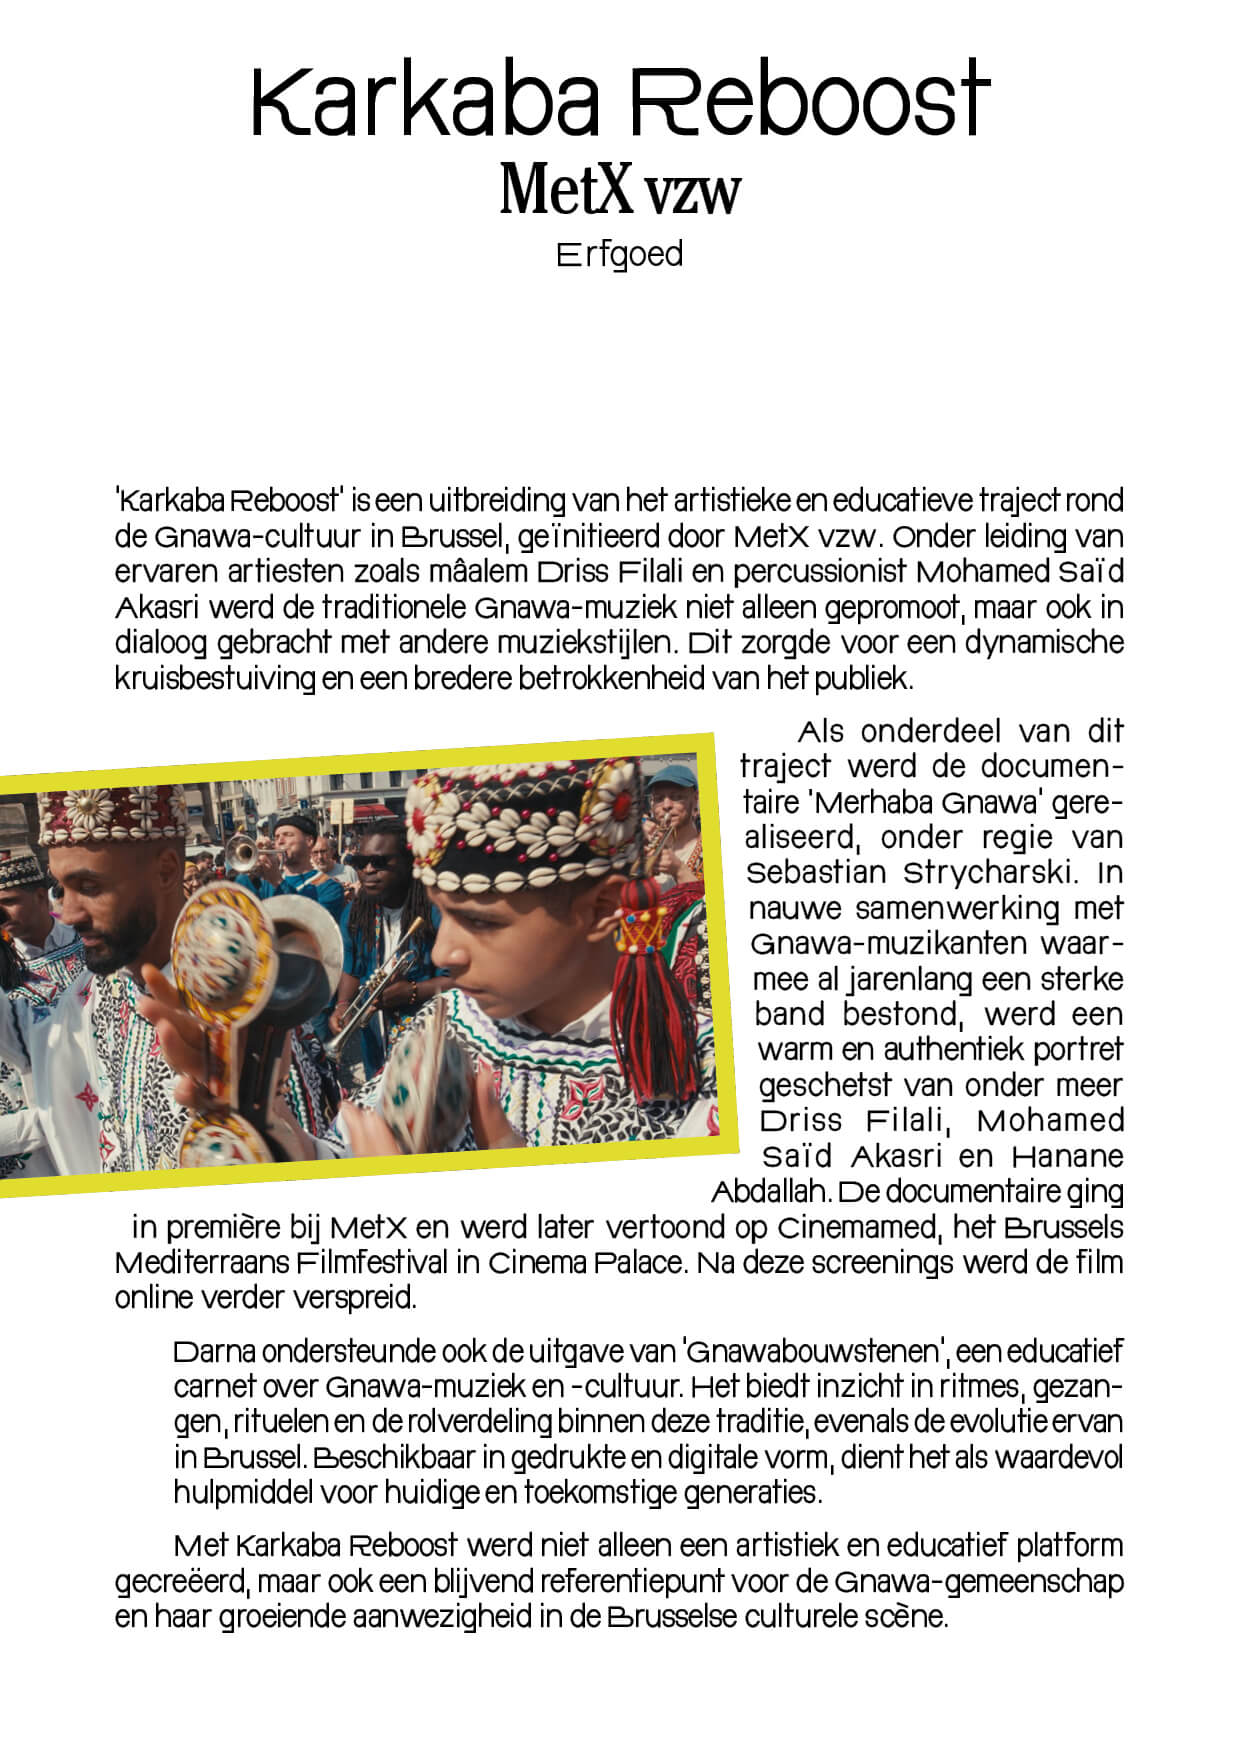 Karkaba Reboost
MetX vzw
Erfgoed
'Karkaba Reboost' is een uitbreiding van het artistieke en educatieve traject rond
de Gnawa-cultuur in Brussel, geïnitieerd door MetX vzw. Onder leiding van
ervaren artiesten zoals mâalem Driss Filali en percussionist Mohamed Saïd
Akasri werd de traditionele Gnawa-muziek niet alleen gepromoot, maar ook in
dialoog gebracht met andere muziekstijlen. Dit zorgde voor een dynamische
kruisbestuiving en een bredere betrokkenheid van het publiek.
Als onderdeel van dit
traject werd de documen-
taire 'Merhaba Gnawa' gere-
aliseerd, onder regie van
Sebastian Strycharski. In
nauwe samenwerking met
Gnawa-muzikanten waar-
mee al jarenlang een sterke
band bestond, werd een
warm en authentiek portret
geschetst van onder meer
Driss Filali, Mohamed
Saïd Akasri en Hanane
Abdallah. De documentaire ging
in première bij MetX en werd later vertoond op Cinemamed, het Brussels
Mediterraans Filmfestival in Cinema Palace. Na deze screenings werd de film
online verder verspreid.
Darna ondersteunde ook de uitgave van 'Gnawabouwstenen', een educatief
carnet over Gnawa-muziek en -cultuur. Het biedt inzicht in ritmes, gezan-
gen, rituelen en de rolverdeling binnen deze traditie, evenals de evolutie ervan
in Brussel. Beschikbaar in gedrukte en digitale vorm, dient het als waardevol
hulpmiddel voor huidige en toekomstige generaties.
Met Karkaba Reboost werd niet alleen een artistiek en educatief platform
gecreëerd, maar ook een blijvend referentiepunt voor de Gnawa-gemeenschap
en haar groeiende aanwezigheid in de Brusselse culturele scène.